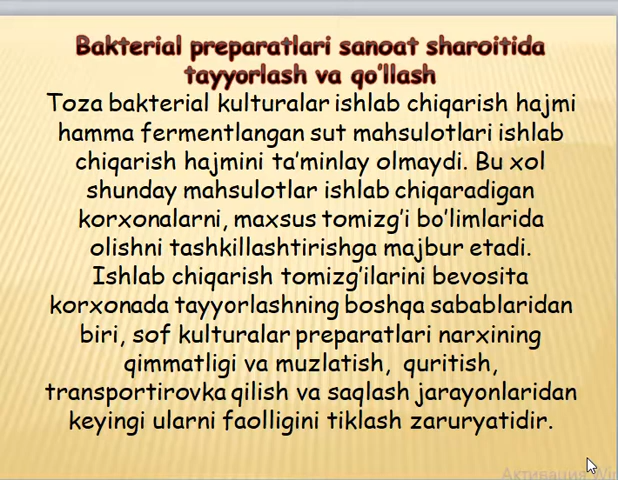 Bakterial preparatlari sanoat sharoitida
tayyorlash va qo'llash
Toza bakterial kulturalar ishlab chiqarish hajmi
hamma fermentlangan sut mahsulotlari ishlab
chiqarish hajmini ta'minlay olmaydi. Bu xol
shunday mahsulotlar ishlab chiqaradigan
korxonalarni, maxsus tomizg'i bo'limlarida
olishni tashkillashtirishga majbur etadi.
Ishlab chiqarish tomizg'ilarini bevosita
korxonada tayyorlashning boshqa sabablaridan
biri, sof kulturalar preparatlari narxining
qimmatligi va muzlatish, quritish,
transportirovka qilish va saqlash jarayonlaridan
keyingi ularni faolligini tiklash zaruryatidir.
Активация Win